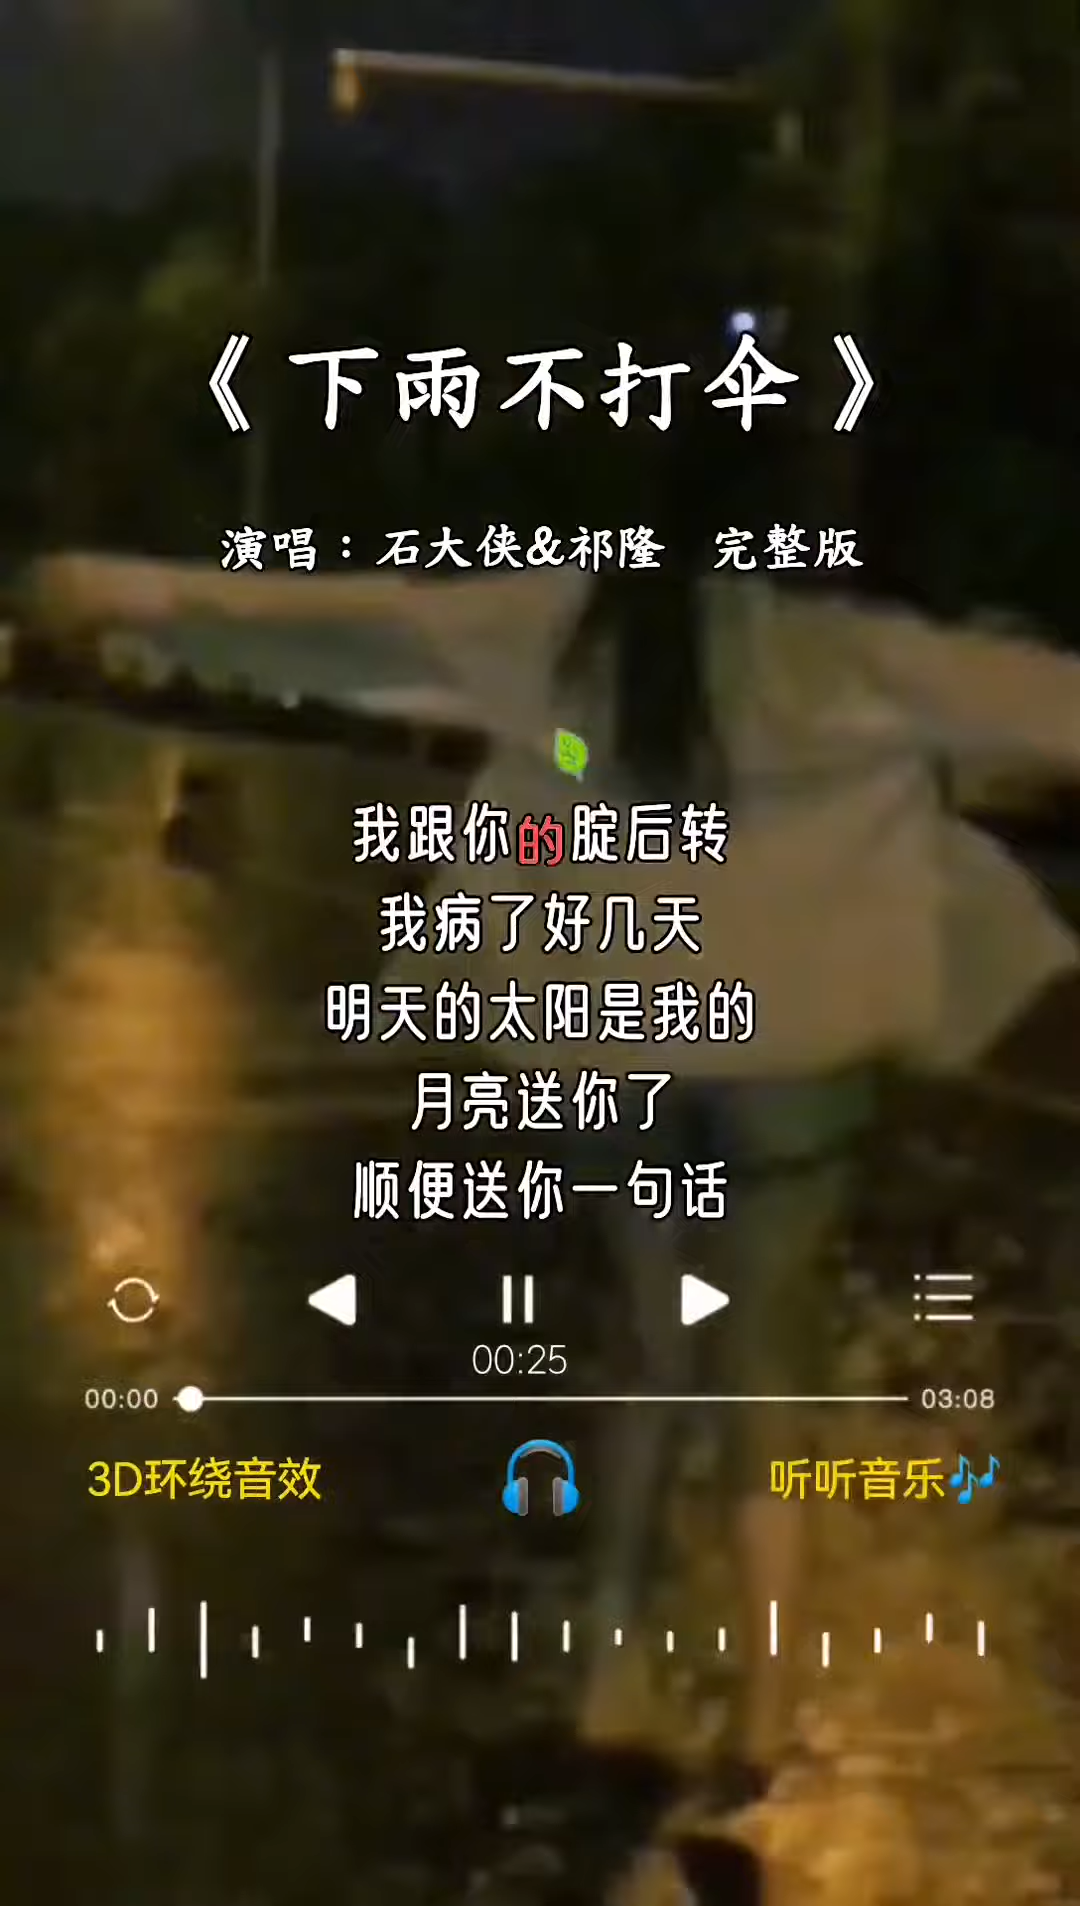 《下雨不打伞》
演唱：石大侠&祁隆 完整版
我跟你的腚后转
我病了好几天
明天的太阳是我的
月亮送你了
顺便送你一句话
00:25
00:00 03:08
3D环绕音效 听听音乐